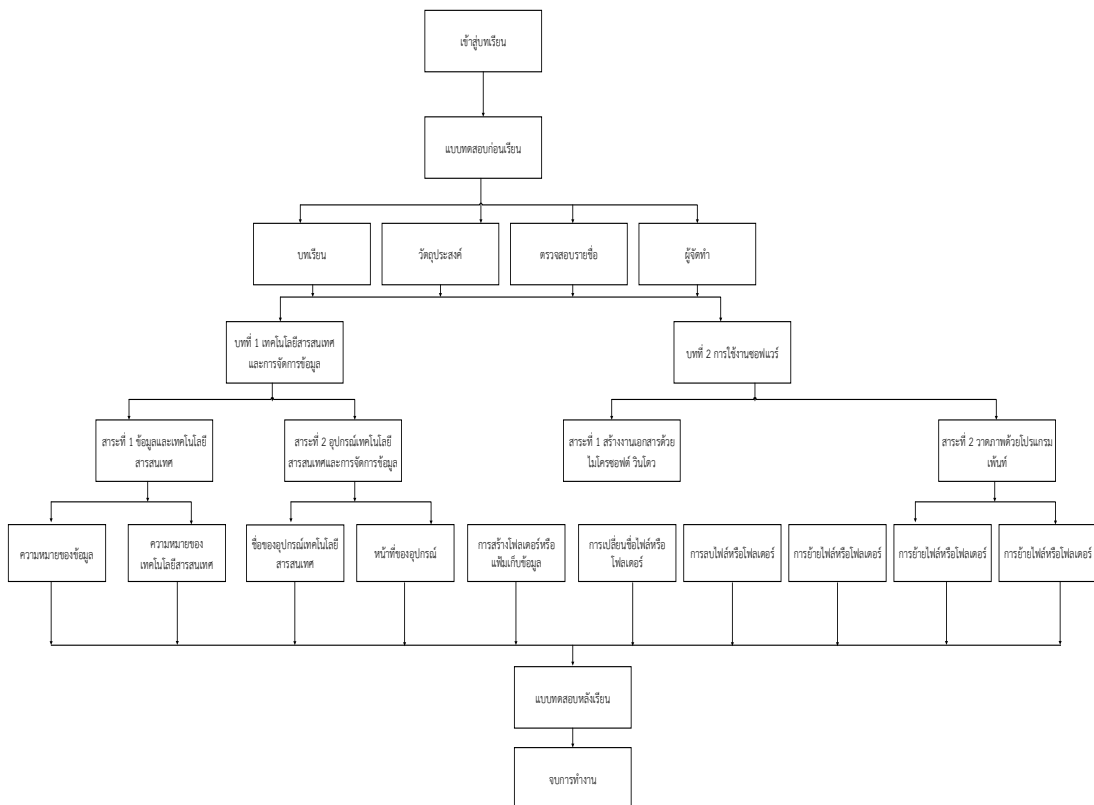 เข้าสู่บทเรียน
แบบทดสอบก่อนเรียน
บทเรียน
วัตถุประสงค์
ตรวจสอบรายชื่อ
ผู้จัดทำ
บทที่ 1 เทคโนโลยีสารสนเทศ
และการจัดการข้อมูล
บทที่ 2 การใช้งานซอฟแวร์
สาระที่ 1 ข้อมูลและเทคโนโลยี
สารสนเทศ
สาระที่ 2 อุปกรณ์เทคโนโลยี
สารสนเทศและการจัดการข้อมูล
สาระที่ 1 สร้างงานเอกสารด้วย
ไมโครซอฟต์ วินโดว
สาระที่ 2 วาดภาพด้วยโปรแกรม
เพ้นท์
ความหมายของข้อมูล
ความหมายของ
เทคโนโลยีสารสนเทศ
ชื่อของอุปกรณ์เทคโนโลยี
สารสนเทศ
หน้าที่ของอุปกรณ์
การสร้างโฟลเดอร์หรือ
แฟ้มเก็บข้อมูล
การเปลี่ยนชื่อไฟล์หรือ
โฟลเดอร์
การลบไฟล์หรือโฟลเดอร์
การย้ายไฟล์หรือโฟลเดอร์
การย้ายไฟล์หรือโฟลเดอร์
การย้ายไฟล์หรือโฟลเดอร์
แบบทดสอบหลังเรียน
จบการทำงาน